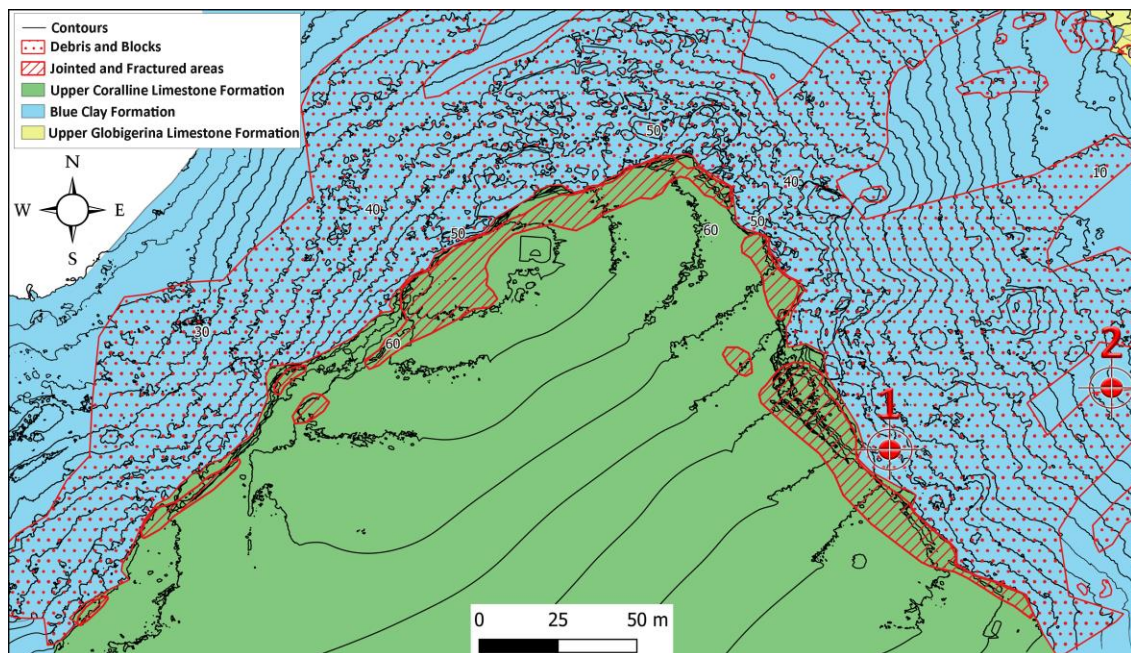 Contours
Debris and Blocks
Jointed and Fractured areas
Upper Coralline Limestone Formation
Blue Clay Formation
Upper Globigerina Limestone Formation
N
W E
S
50
40
10
40
50
50
60
30
60
2
1
0 25 50 m